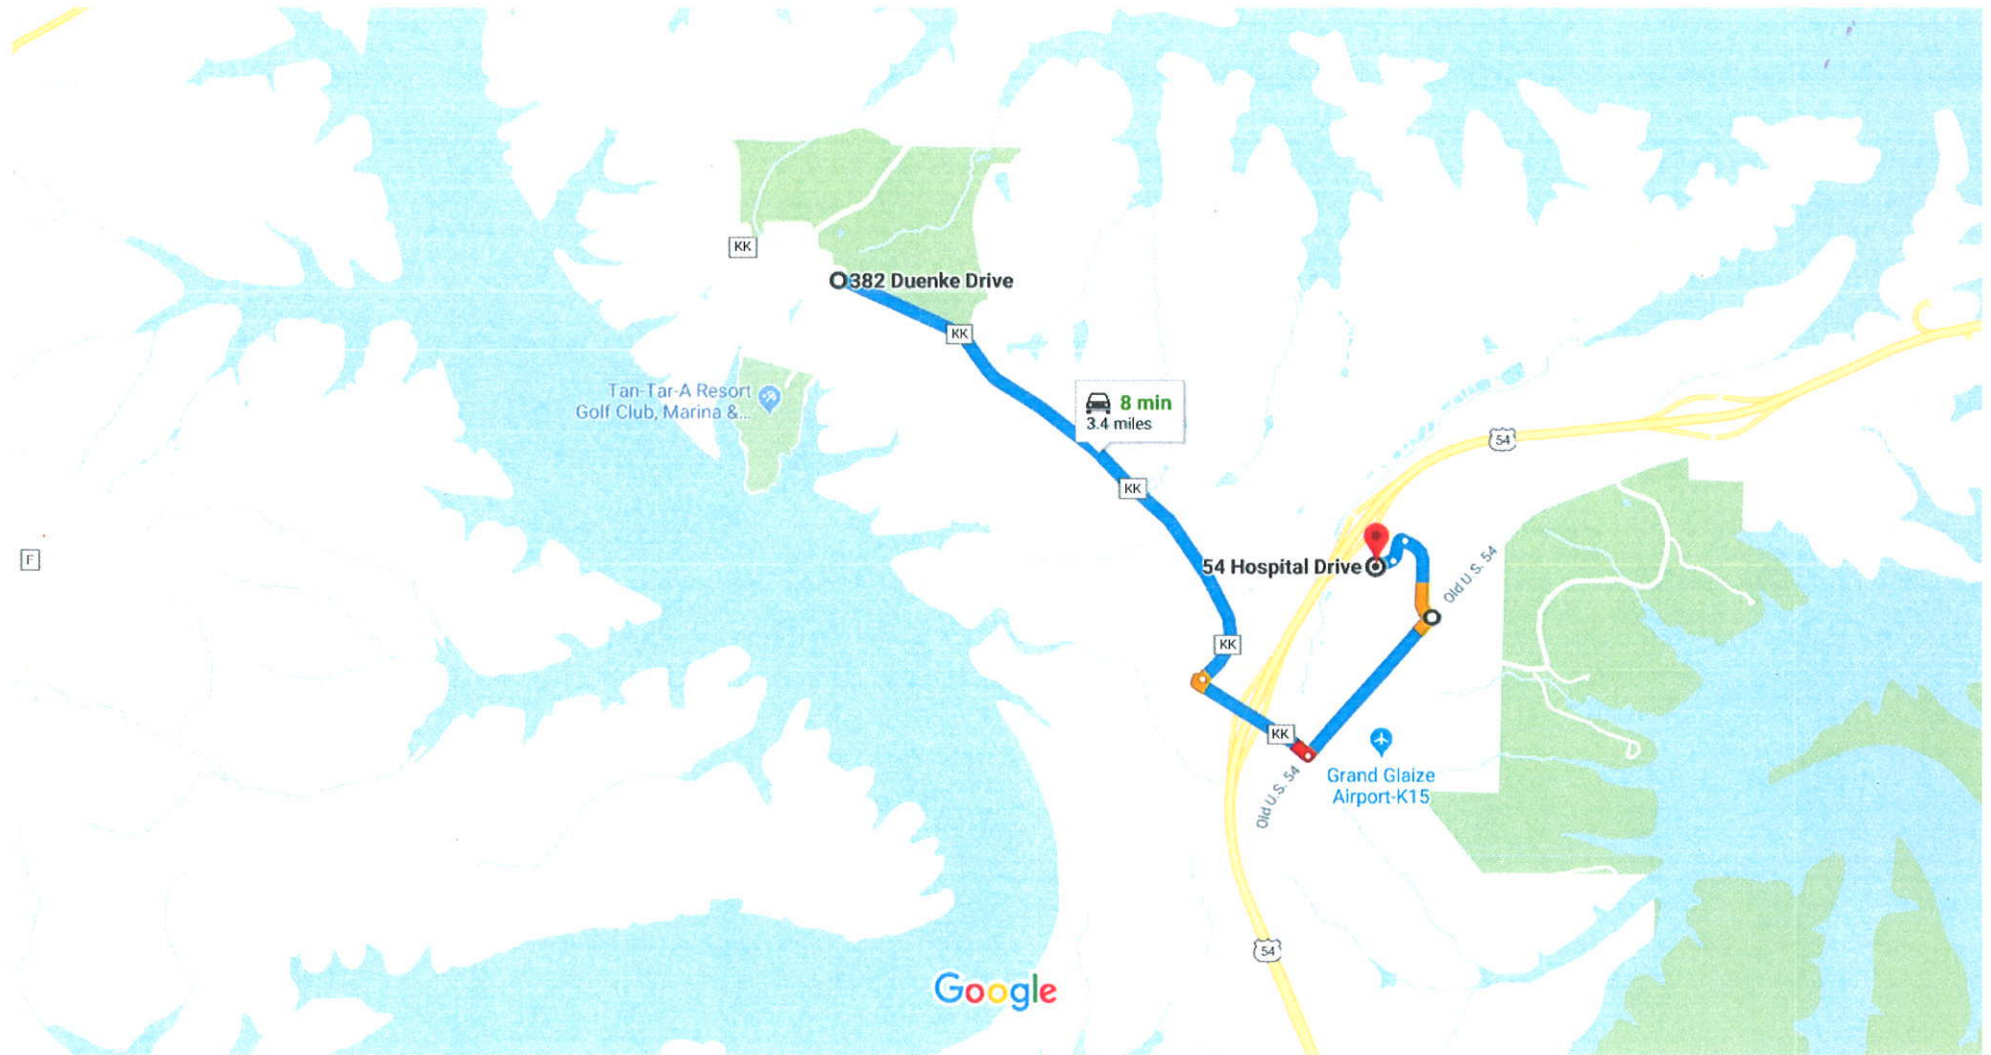 KK
382 Duenke Drive
KK
Tan-Tar-A Resort
Golf Club, Marina &...
8 min
3.4 miles
54
KK
F
54 Hospital Drive
Old U.S. 54
KK
KK
Old U.S. 54
Grand Glaize
Airport-K15
54
Google